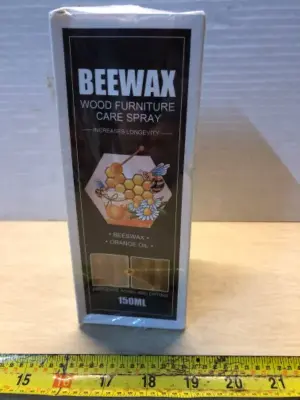 BEEWAX
WOOD FURNITURE
CARE SPRAY
INCREASES LONGEVITY
• BEESWAX •
• ORANGE OIL •
150ML
15 16 17 18 19 20 21